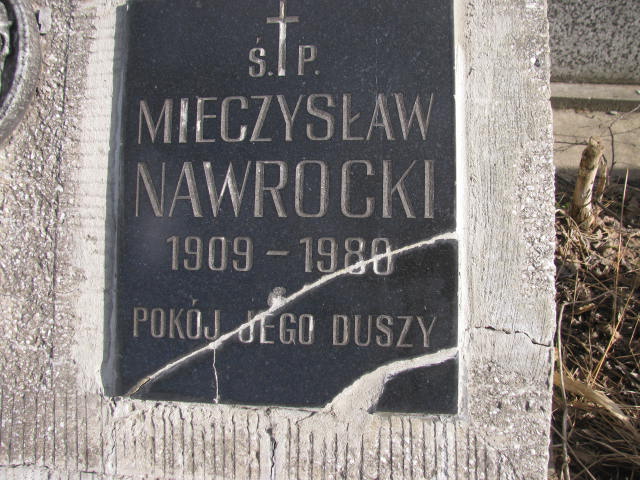 Ś.P.
MIECZYSŁAW
NAWROCKI
1909-1980
POKÓJ JEGO DUSZY